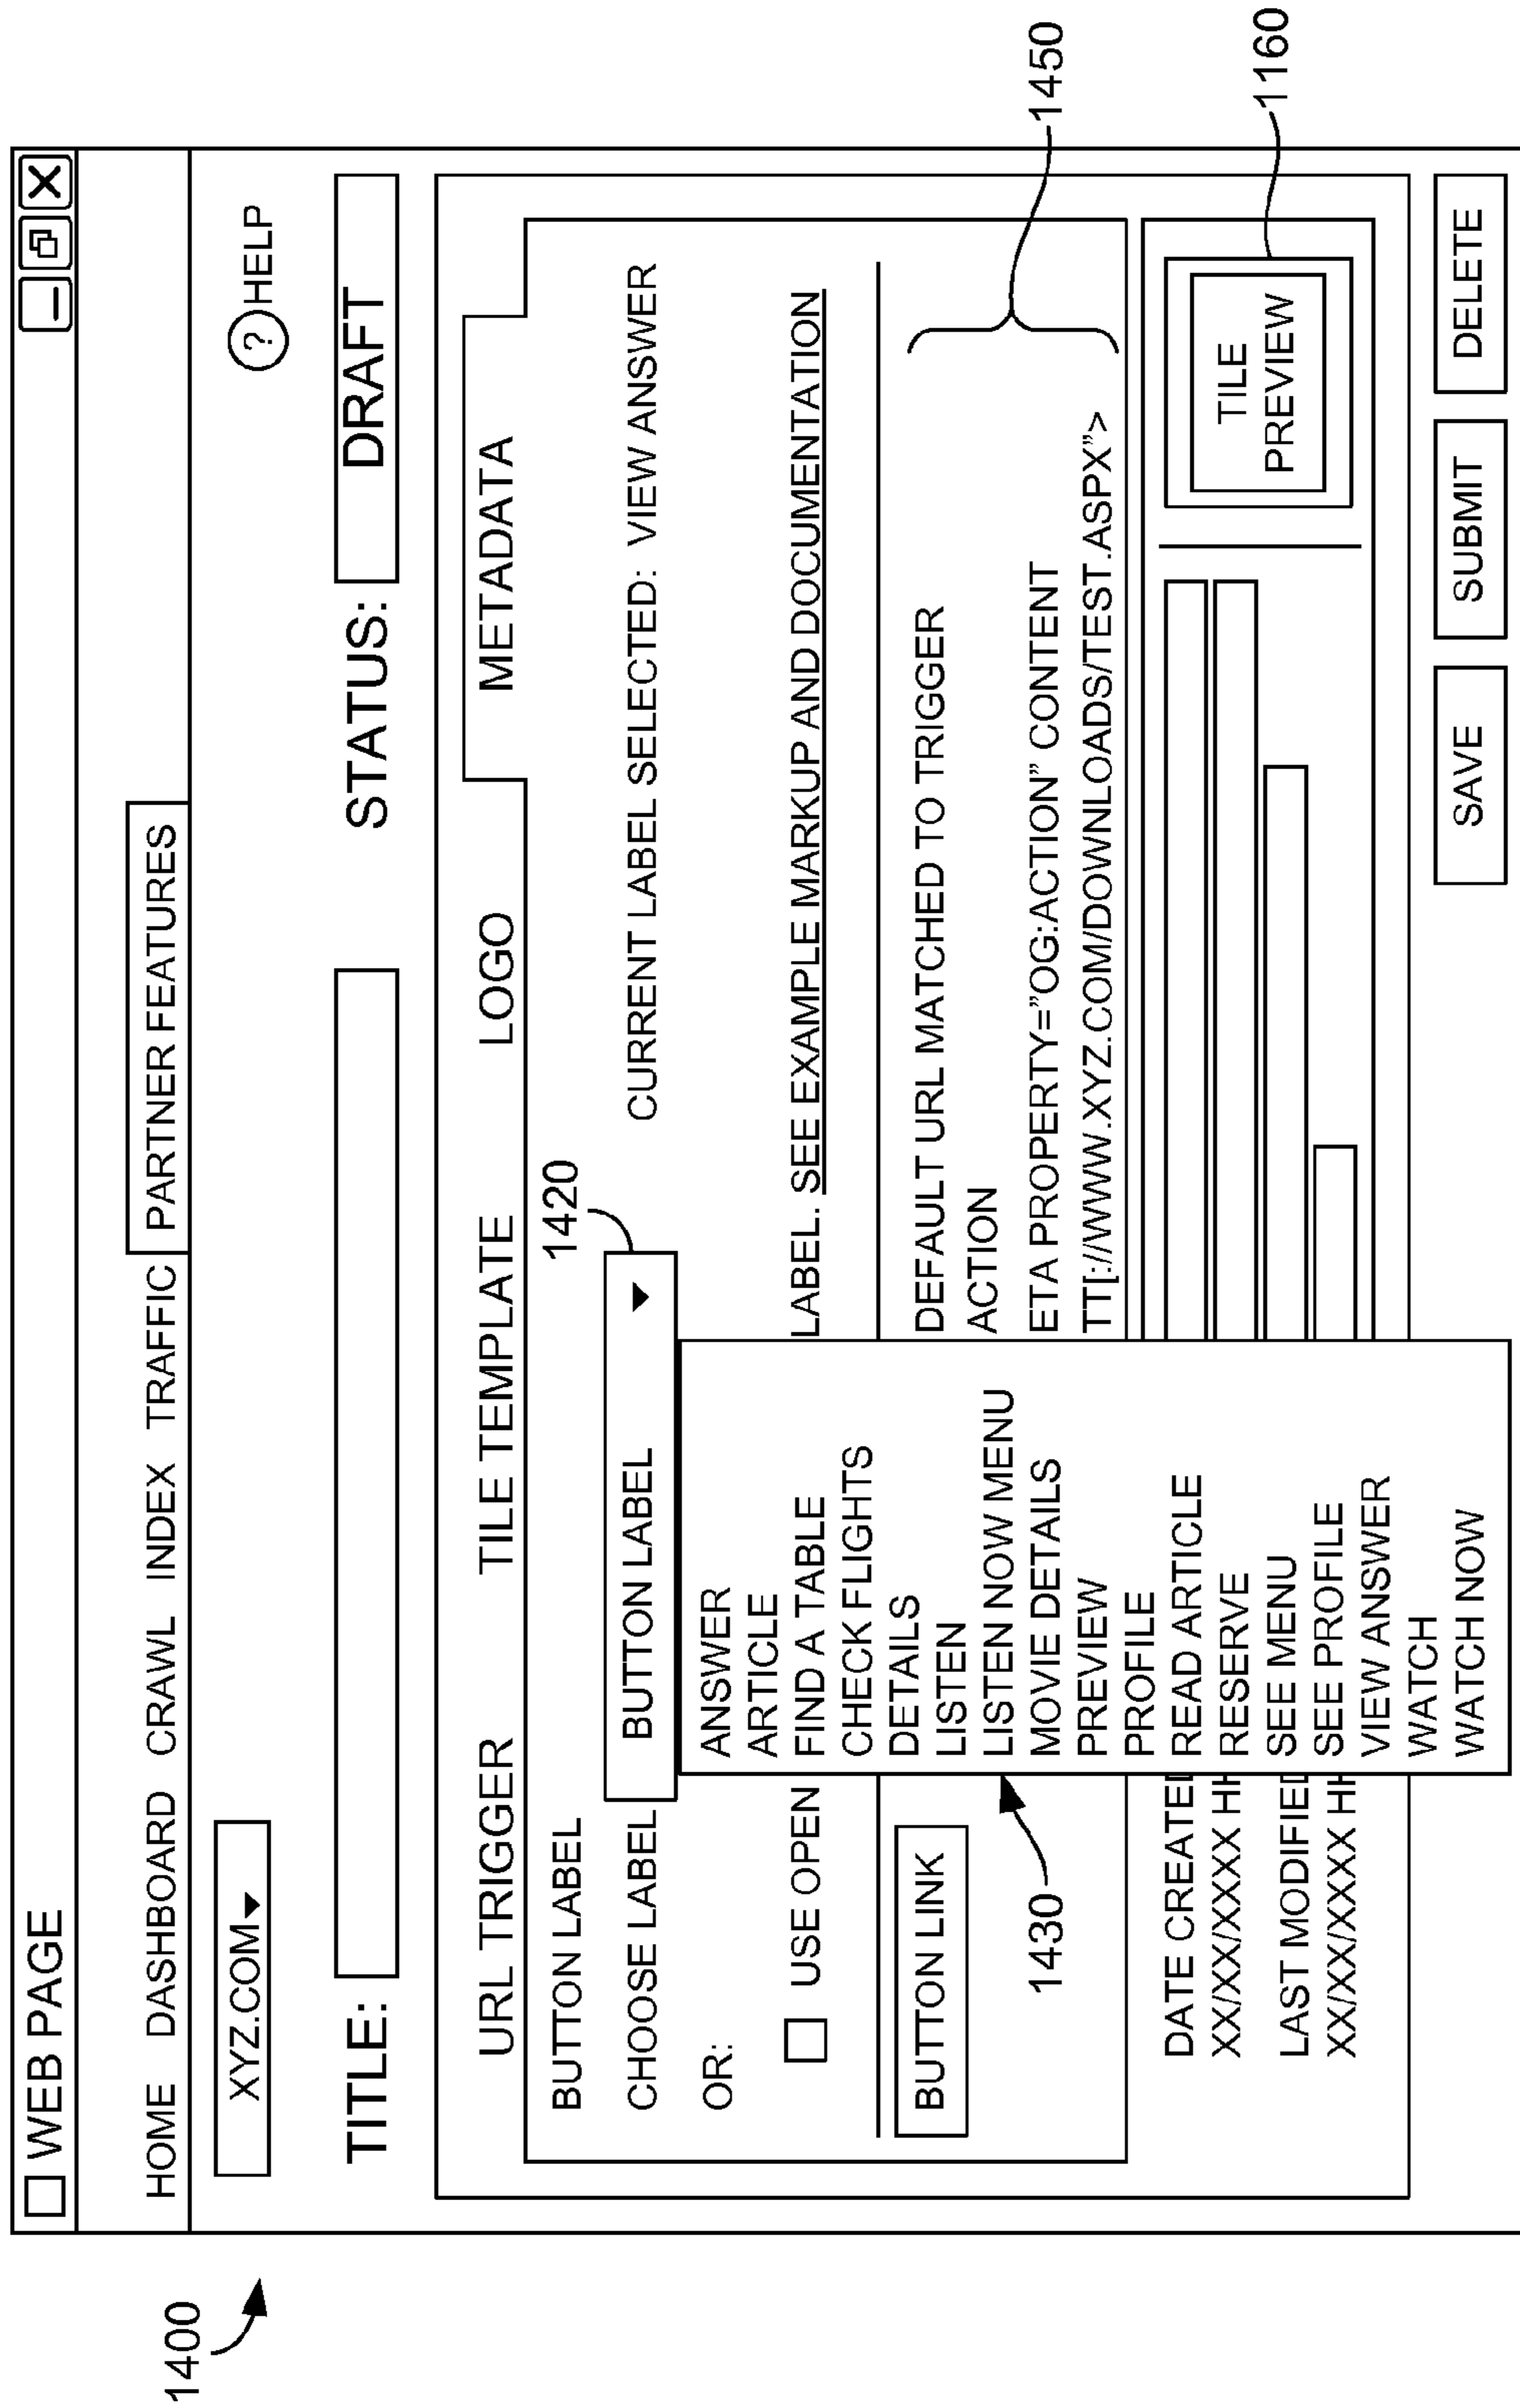 1400
WEB PAGE
HOME DASHBOARD CRAWL INDEX TRAFFIC PARTNER FEATURES
XYZ.COM
? HELP
TITLE: STATUS: DRAFT
URL TRIGGER TILE TEMPLATE LOGO METADATA
BUTTON LABEL
1420
CHOOSE LABEL BUTTON LABEL CURRENT LABEL SELECTED: VIEW ANSWER
OR:
USE OPEN LABEL. SEE EXAMPLE MARKUP AND DOCUMENTATION
ANSWER
ARTICLE
FIND A TABLE
CHECK FLIGHTS
DETAILS
LISTEN
LISTEN NOW MENU
MOVIE DETAILS
PREVIEW
PROFILE
READ ARTICLE
RESERVE
SEE MENU
SEE PROFILE
VIEW ANSWER
WATCH
WATCH NOW
1430
BUTTON LINK
DEFAULT URL MATCHED TO TRIGGER
ACTION
ETA PROPERTY=”OG:ACTION” CONTENT
TT[://WWW.XYZ.COM/DOWNLOADS/TEST.ASPX”>
1450
DATE CREATED
XX/XX/XXXX HH
LAST MODIFIED
XX/XX/XXXX HH
TILE
PREVIEW
1160
SAVE SUBMIT DELETE